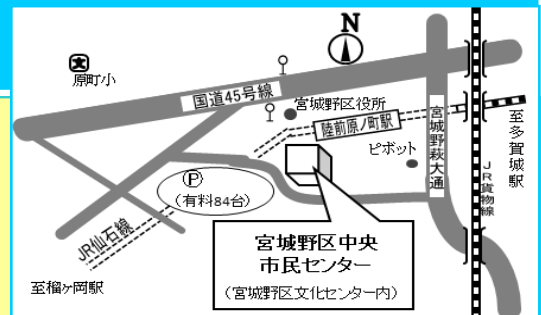 N
原町小
国道45号線
宮城野区役所
陸前原ノ町駅
ピボット
宮城野萩大通
至多賀城駅
JR貨物線
P
(有料84台)
JR仙石線
至榴ヶ岡駅
宮城野区中央
市民センター
(宮城野区文化センター内)